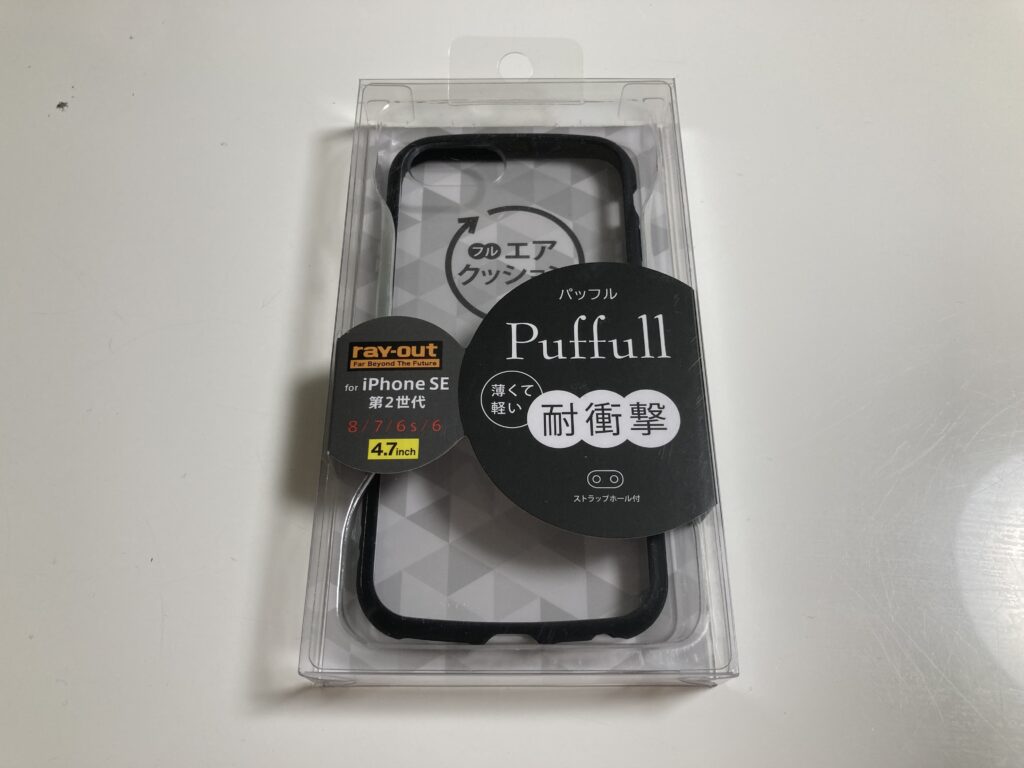 フル エア
クッション
パッフル
Puffull
薄くて
軽い
耐衝撃
ストラップホール付
ray-out
Far Beyond The Future
for iPhone SE
第2世代
8/7/6s/6
4.7inch